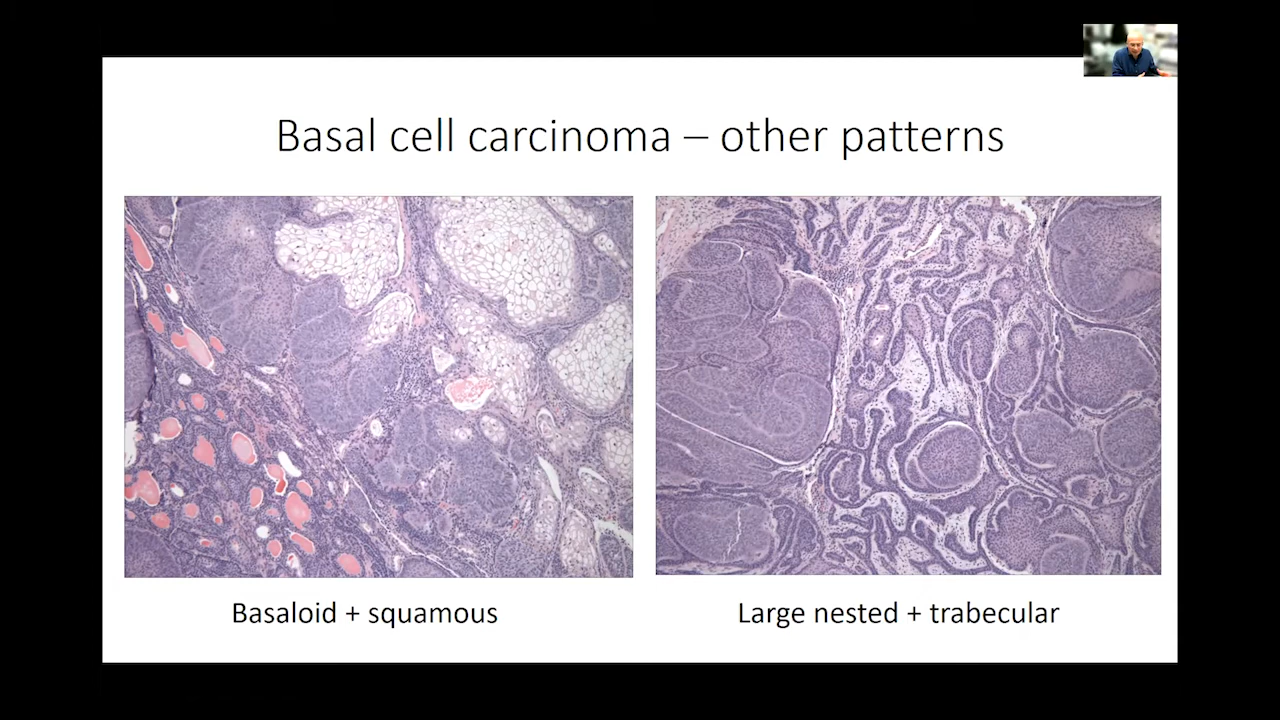 Basal cell carcinoma – other patterns
Basaloid + squamous
Large nested + trabecular